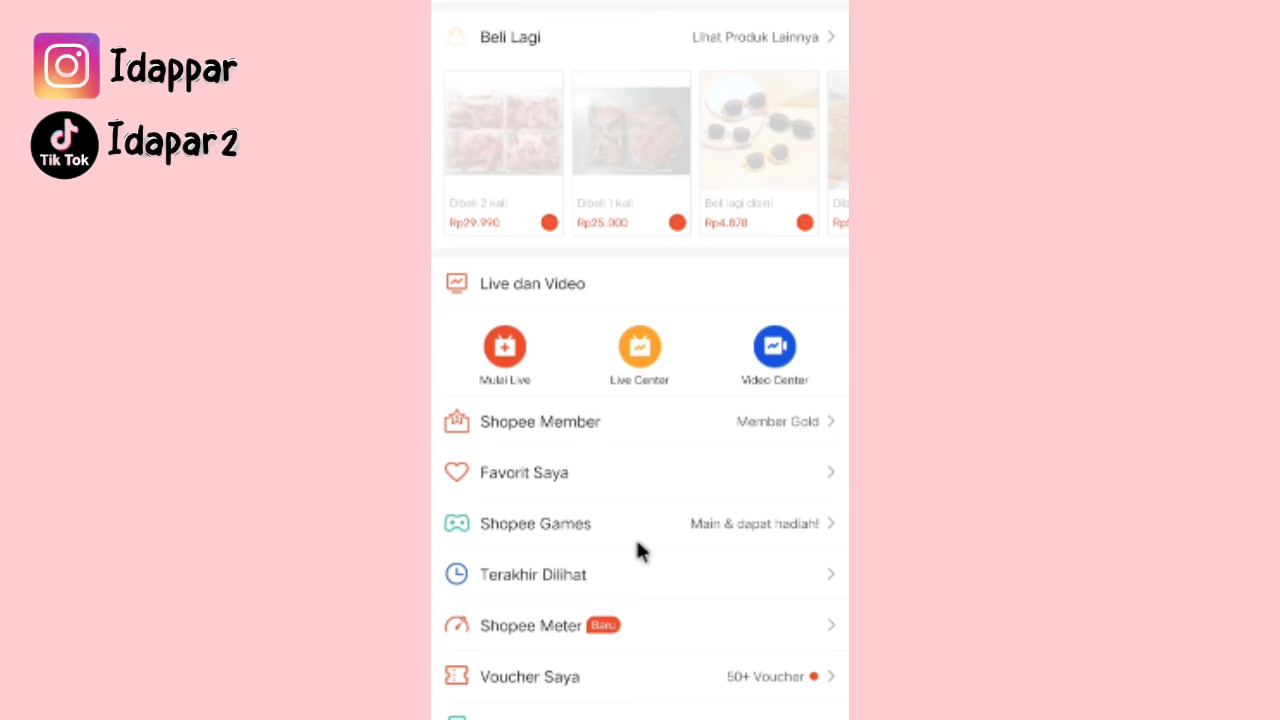 Idappar
Tik Tok
Idapar2
Beli Lagi
Lihat Produk Lainnya
Dibeli 2 kali
Dibeli 1 kali
Beli lagi disini
Rp29.990
Rp25.000
Rp4.878
Live dan Video
Mulai Live
Live Center
Video Center
Shopee Member
Member Gold
Favorit Saya
Shopee Games
Main & dapat hadiah!
Terakhir Dilihat
Shopee Meter
Baru
Voucher Saya
50+ Voucher